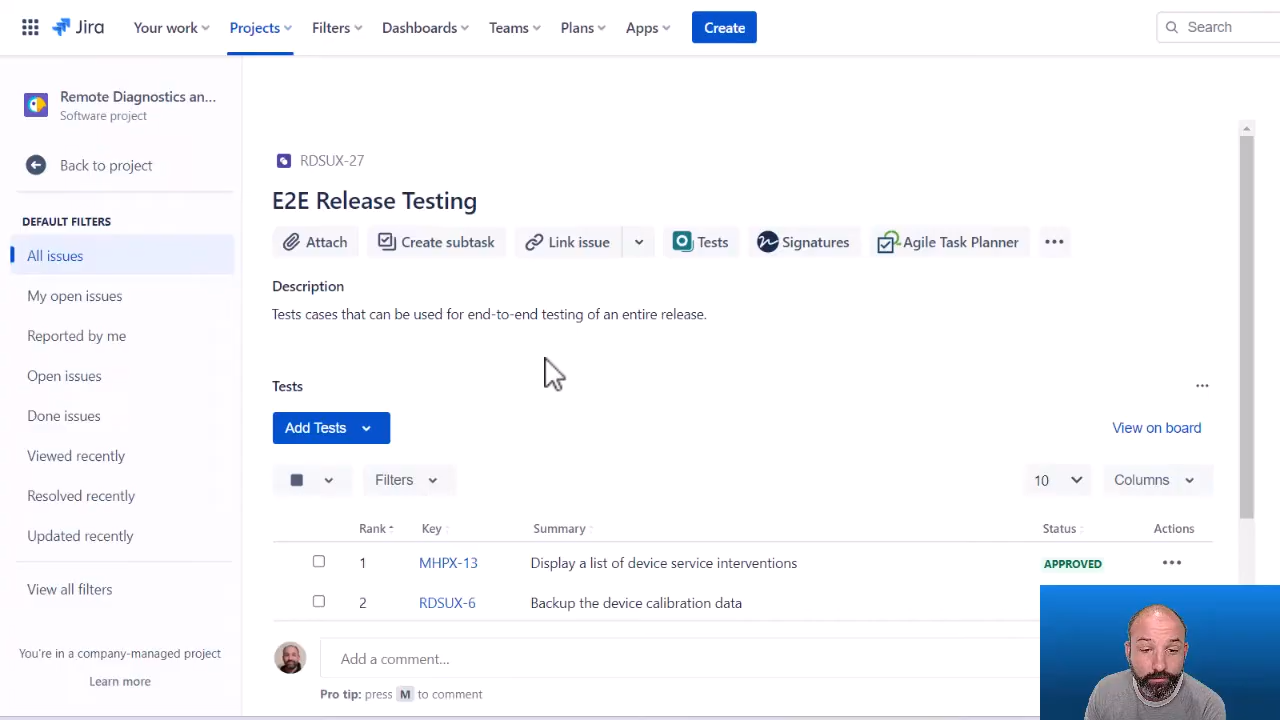 Jira Your work Projects Filters Dashboards Teams Plans Apps Create Search
Remote Diagnostics an...
Software project
Back to project
DEFAULT FILTERS
All issues
My open issues
Reported by me
Open issues
Done issues
Viewed recently
Resolved recently
Updated recently
View all filters
You're in a company-managed project
Learn more
RDSUX-27
E2E Release Testing
Attach Create subtask Link issue Tests Signatures Agile Task Planner
Description
Tests cases that can be used for end-to-end testing of an entire release.
Tests
Add Tests View on board
Filters 10 Columns
Rank Key Summary Status Actions
1 MHPX-13 Display a list of device service interventions APPROVED
2 RDSUX-6 Backup the device calibration data
Add a comment...
Pro tip: press M to comment